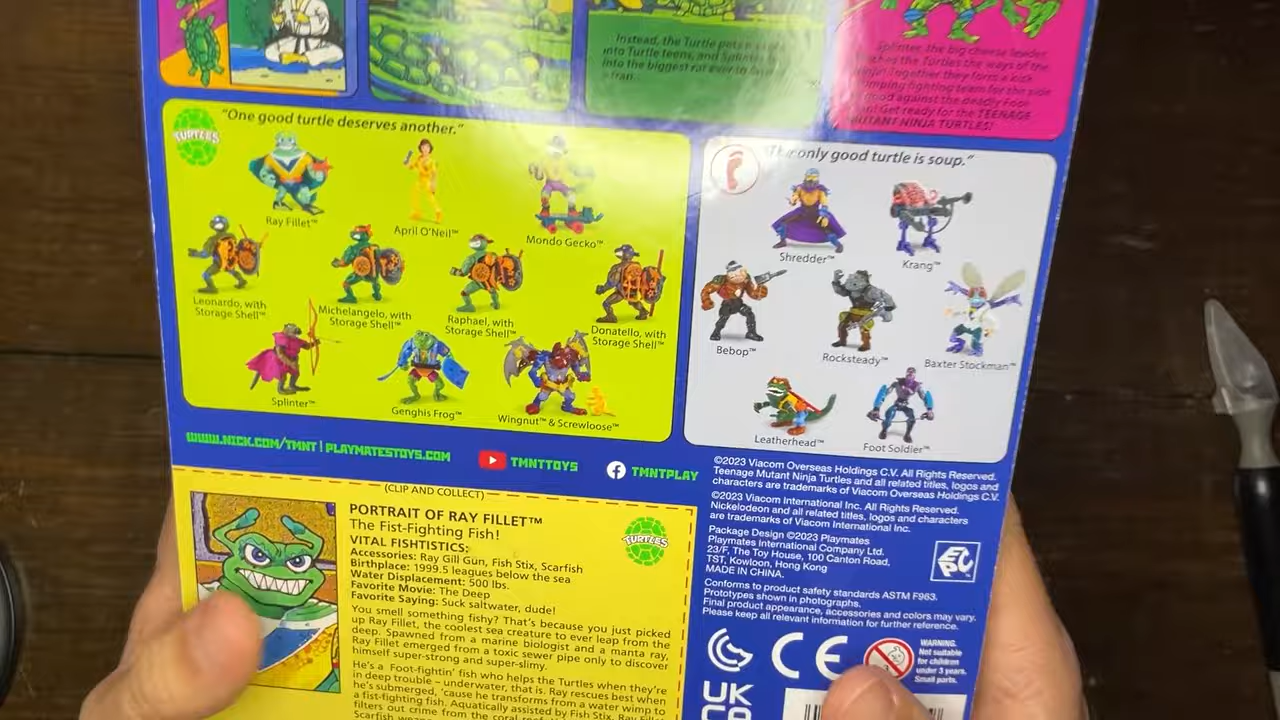 Instead, the Turtle
into Turtle teens, and Splinter
into the biggest rat ever to
Splinter, the big cheese leader,
the Turtles the ways of the
Together they form a kick
fighting team for the side
good against the deadly Foot
Get ready for the TEENAGE
MUTANT NINJA TURTLES!
TURTLES
"One good turtle deserves another."
Ray Fillet™
April O'Neil™
Mondo Gecko™
Leonardo, with
Storage Shell™
Michelangelo, with
Storage Shell™
Raphael, with
Storage Shell™
Donatello, with
Storage Shell™
Splinter™
Genghis Frog™
Wingnut™ & Screwloose™
"The only good turtle is soup."
Shredder™
Krang™
Bebop™
Rocksteady™
Baxter Stockman™
Leatherhead™
Foot Soldier™
WWW.NICK.COM/TMNT | PLAYMATESTOYS.COM
TMNTTOYS
TMNTPLAY
(CLIP AND COLLECT)
PORTRAIT OF RAY FILLET™
The Fist-Fighting Fish!
VITAL FISHTISTICS:
Accessories: Ray Gill Gun, Fish Stix, Scarfish
Birthplace: 1999.5 leagues below the sea
Water Displacement: 500 lbs.
Favorite Movie: The Deep
Favorite Saying: Suck saltwater, dude!
TURTLES
You smell something fishy? That's because you just picked
up Ray Fillet, the coolest sea creature to ever leap from the
deep. Spawned from a marine biologist and a manta ray,
Ray Fillet emerged from a toxic sewer pipe only to discover
himself super-strong and super-slimy.
He's a Foot-fightin' fish who helps the Turtles when they're
in deep trouble – underwater, that is. Ray rescues best when
he's submerged, 'cause he transforms from a water wimp to
a fist-fighting fish. Aquatically assisted by Fish Stix, Ray Fillet
filters out crime from the coral
Scarfish
©2023 Viacom Overseas Holdings C.V. All Rights Reserved.
Teenage Mutant Ninja Turtles and all related titles, logos and
characters are trademarks of Viacom Overseas Holdings C.V.
©2023 Viacom International Inc. All Rights Reserved.
Nickelodeon and all related titles, logos and characters
are trademarks of Viacom International Inc.
Package Design ©2023 Playmates
Playmates International Company Ltd.
23/F, The Toy House, 100 Canton Road,
TST, Kowloon, Hong Kong
MADE IN CHINA.
Conforms to product safety standards ASTM F963.
Prototypes shown in photographs.
Final product appearance, accessories and colors may vary.
Please keep all relevant information for further reference.
CE
WARNING:
Not suitable
for children
under 3 years.
Small parts.
UK
CA